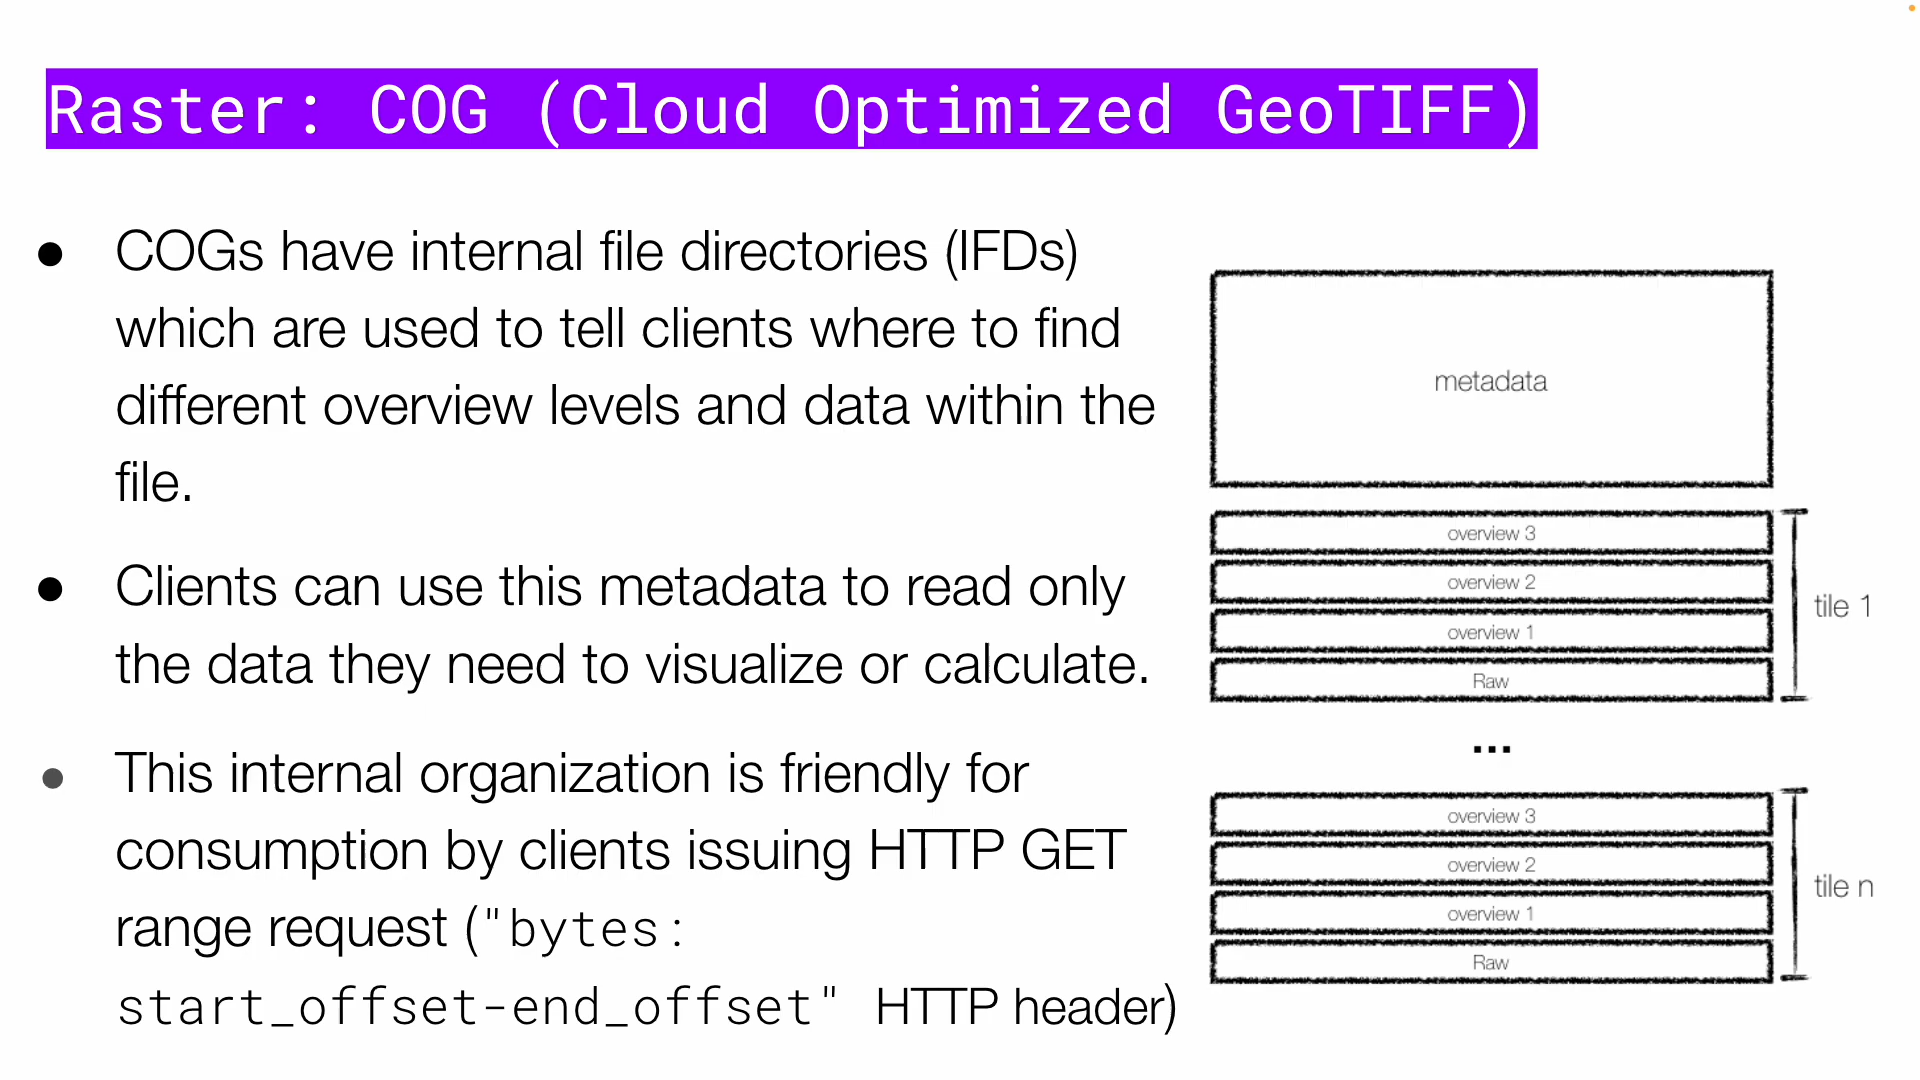 Raster: COG (Cloud Optimized GeoTIFF)
● COGs have internal file directories (IFDs)
which are used to tell clients where to find
different overview levels and data within the
file.
● Clients can use this metadata to read only
the data they need to visualize or calculate.
● This internal organization is friendly for
consumption by clients issuing HTTP GET
range request ("bytes:
start_offset-end_offset" HTTP header)
metadata
overview 3
overview 2
overview 1
Raw
tile 1
...
overview 3
overview 2
overview 1
Raw
tile n